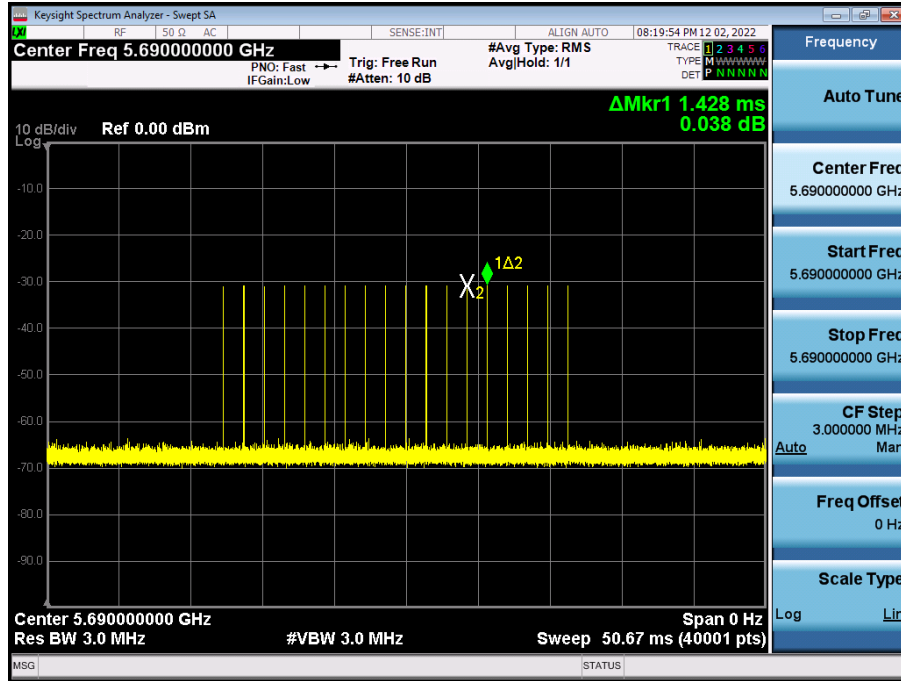 Keysight Spectrum Analyzer - Swept SA
LXI RF 50 Ω AC SENSE:INT ALIGN AUTO 08:19:54 PM 12 02, 2022
Center Freq 5.690000000 GHz
PNO: Fast
IFGain:Low
Trig: Free Run
#Atten: 10 dB
#Avg Type: RMS
Avg|Hold: 1/1
TRACE 1 2 3 4 5 6
TYPE M WWWWW
DET P N N N N N
ΔMkr1 1.428 ms
0.038 dB
10 dB/div Ref 0.00 dBm
Log
-10.0
-20.0
-30.0
-40.0
-50.0
-60.0
-70.0
-80.0
-90.0
X2
1Δ2
Center 5.690000000 GHz Span 0 Hz
Res BW 3.0 MHz #VBW 3.0 MHz Sweep 50.67 ms (40001 pts)
MSG STATUS
Frequency
Auto Tune
Center Freq
5.690000000 GHz
Start Freq
5.690000000 GHz
Stop Freq
5.690000000 GHz
CF Step
3.000000 MHz
Auto Man
Freq Offset
0 Hz
Scale Type
Log Lin